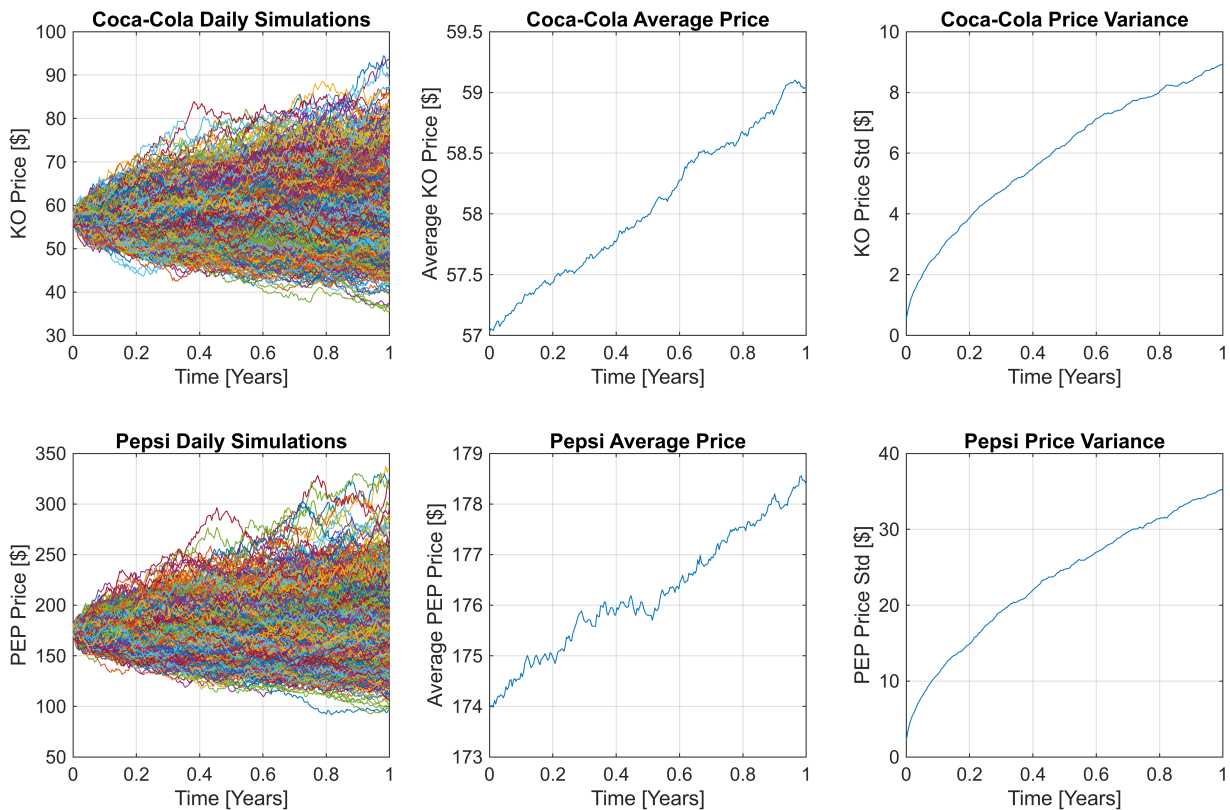 Coca-Cola Daily Simulations
KO Price [$]
100
90
80
70
60
50
40
30
0 0.2 0.4 0.6 0.8 1
Time [Years]
Coca-Cola Average Price
Average KO Price [$]
59.5
59
58.5
58
57.5
57
0 0.2 0.4 0.6 0.8 1
Time [Years]
Coca-Cola Price Variance
KO Price Std [$]
10
8
6
4
2
0
0 0.2 0.4 0.6 0.8 1
Time [Years]
Pepsi Daily Simulations
PEP Price [$]
350
300
250
200
150
100
50
0 0.2 0.4 0.6 0.8 1
Time [Years]
Pepsi Average Price
Average PEP Price [$]
179
178
177
176
175
174
173
0 0.2 0.4 0.6 0.8 1
Time [Years]
Pepsi Price Variance
PEP Price Std [$]
40
30
20
10
0
0 0.2 0.4 0.6 0.8 1
Time [Years]